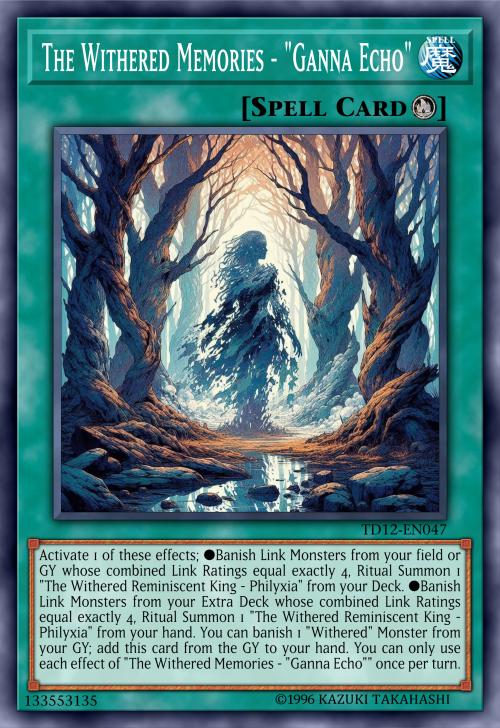 The Withered Memories - "Ganna Echo"
SPELL
魔
[Spell Card]
TD12-EN047
Activate 1 of these effects; ●Banish Link Monsters from your field or
GY whose combined Link Ratings equal exactly 4, Ritual Summon 1
"The Withered Reminiscent King - Philyxia" from your Deck. ●Banish
Link Monsters from your Extra Deck whose combined Link Ratings
equal exactly 4, Ritual Summon 1 "The Withered Reminiscent King -
Philyxia" from your hand. You can banish 1 "Withered" Monster from
your GY; add this card from the GY to your hand. You can only use
each effect of "The Withered Memories - "Ganna Echo"" once per turn.
133553135
©1996 KAZUKI TAKAHASHI